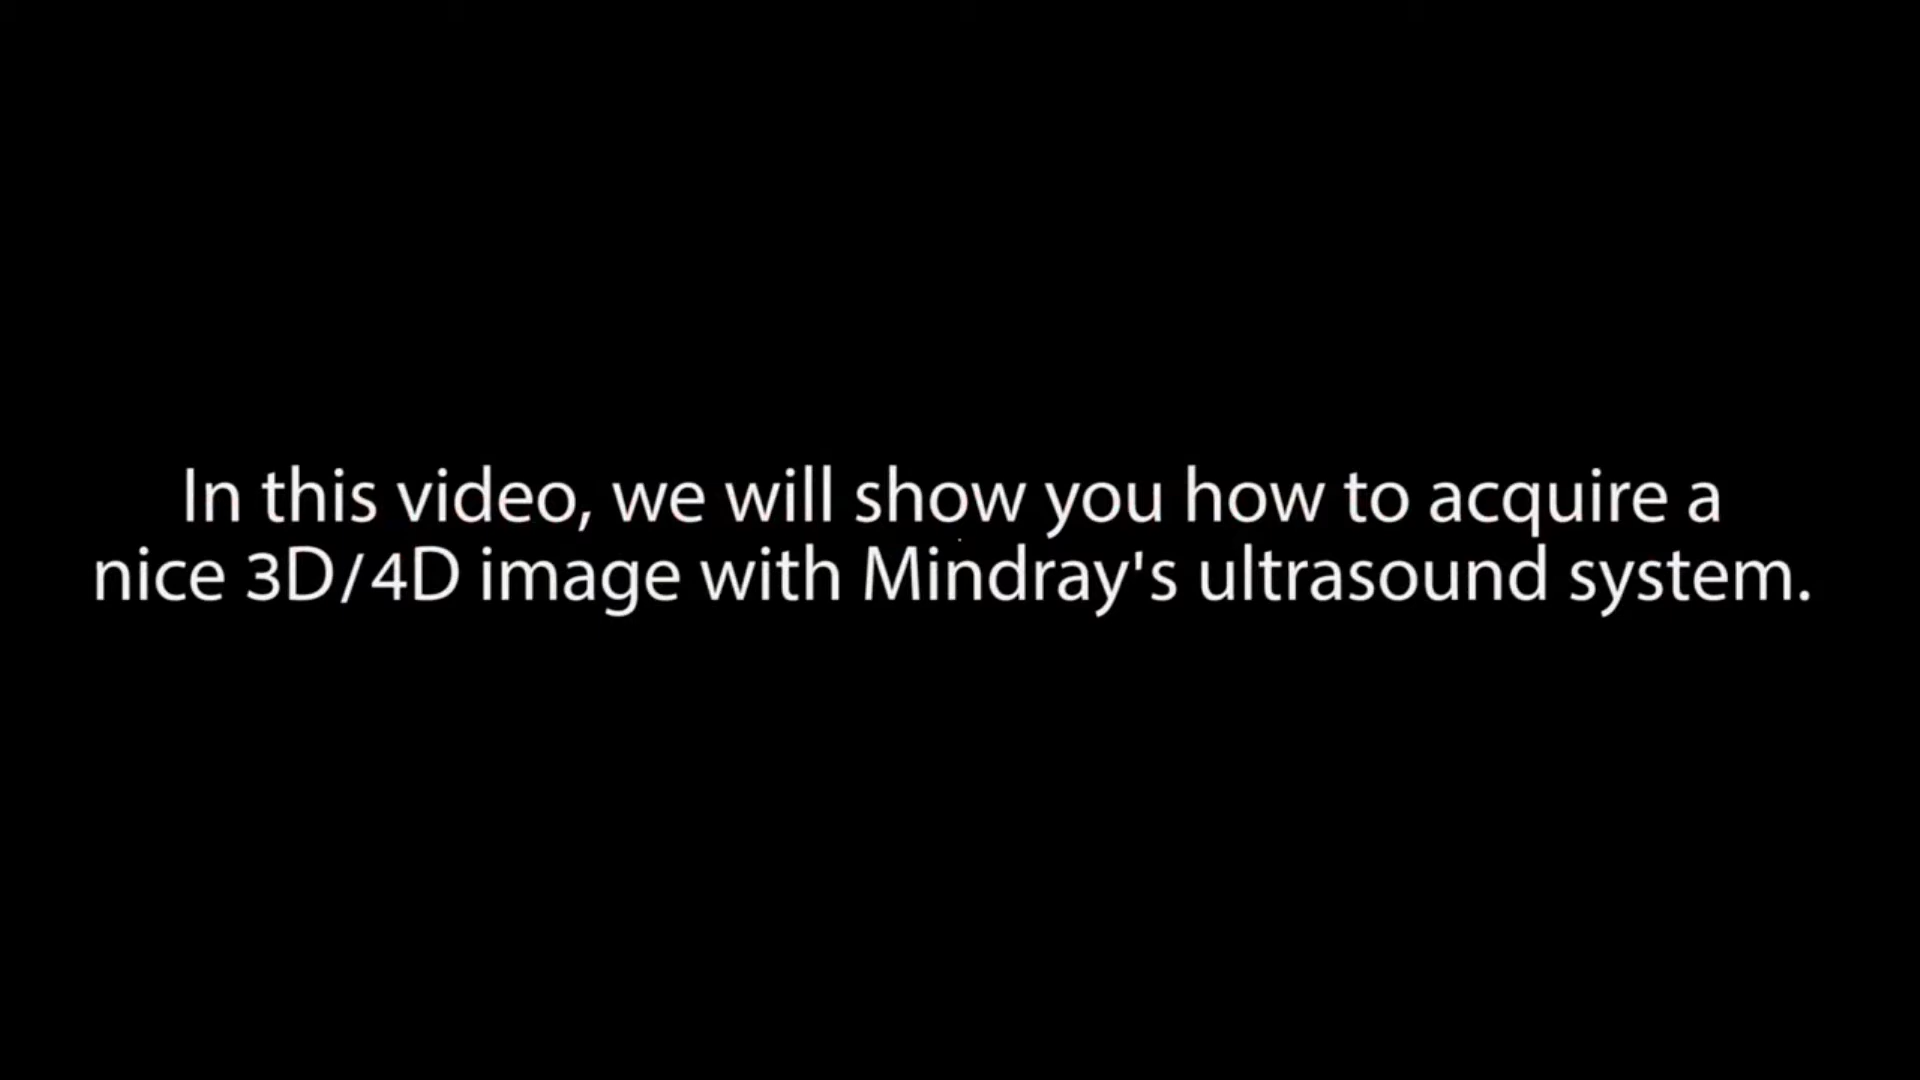 In this video, we will show you how to acquire a
nice 3D/4D image with Mindray's ultrasound system.